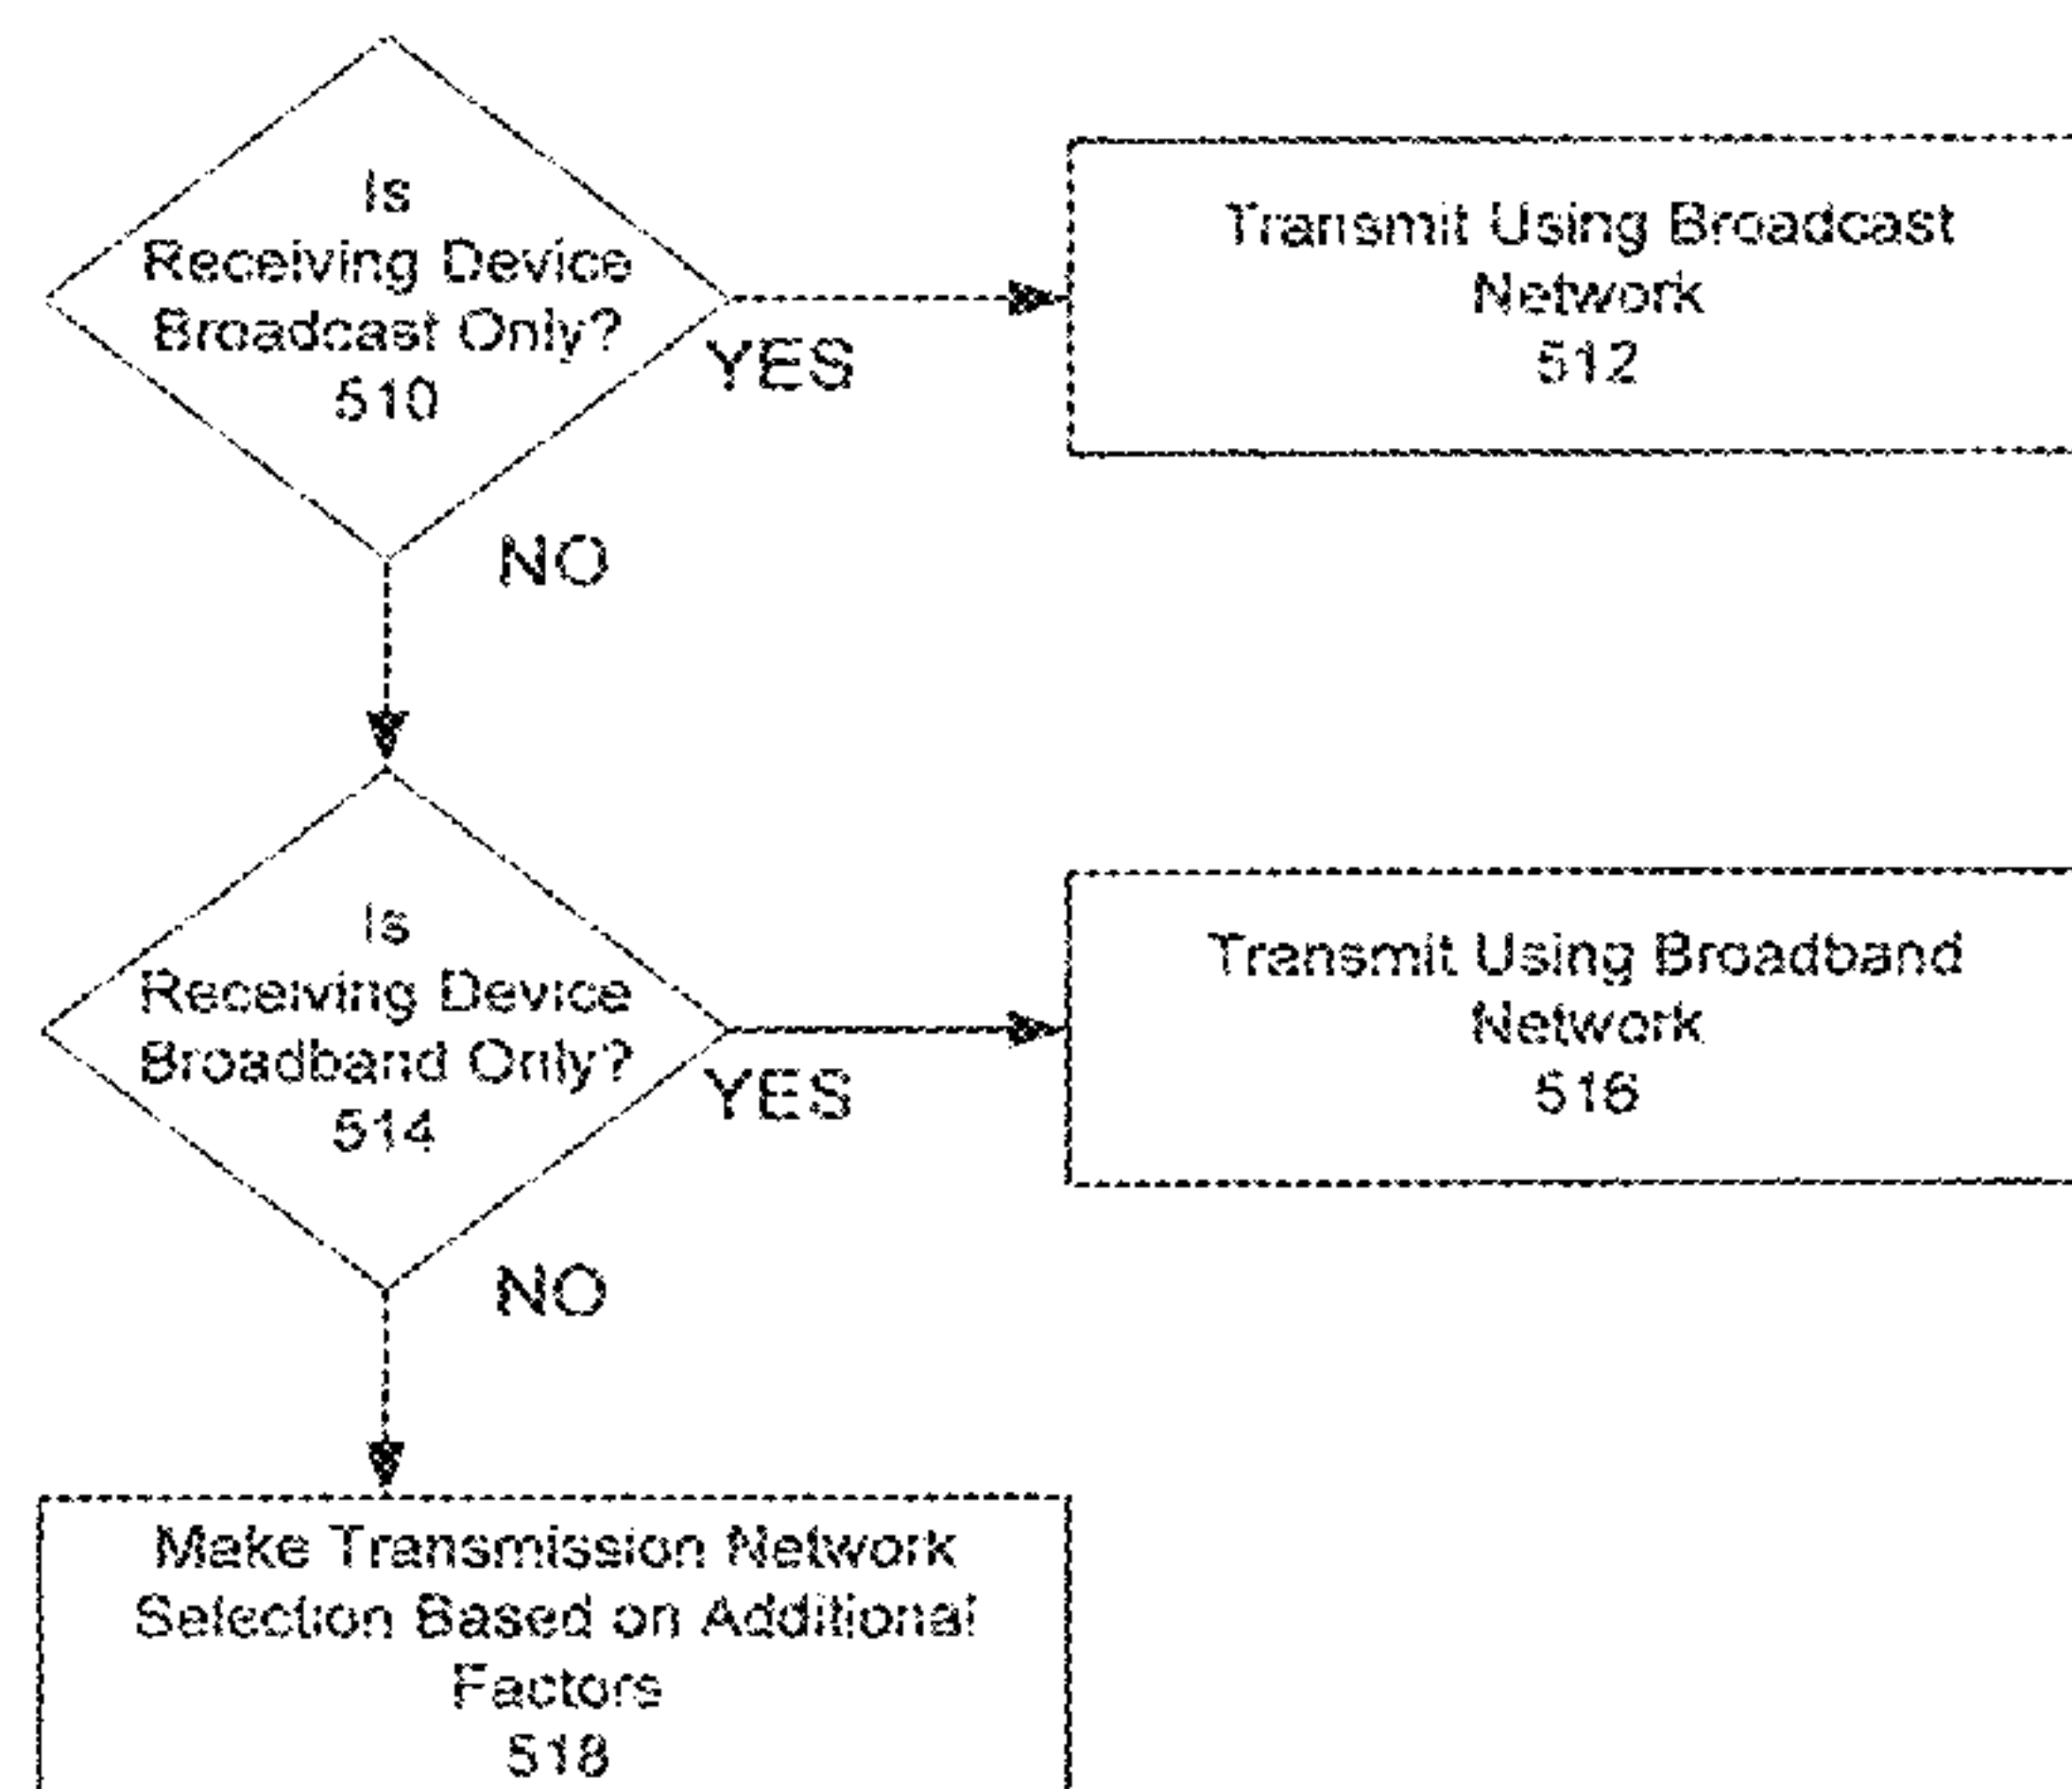 Is
Receiving Device
Broadcast Only?
510
YES
Transmit Using Broadcast
Network
512
NO
Is
Receiving Device
Broadband Only?
514
YES
Transmit Using Broadband
Network
516
NO
Make Transmission Network
Selection Based on Additional
Factors
518